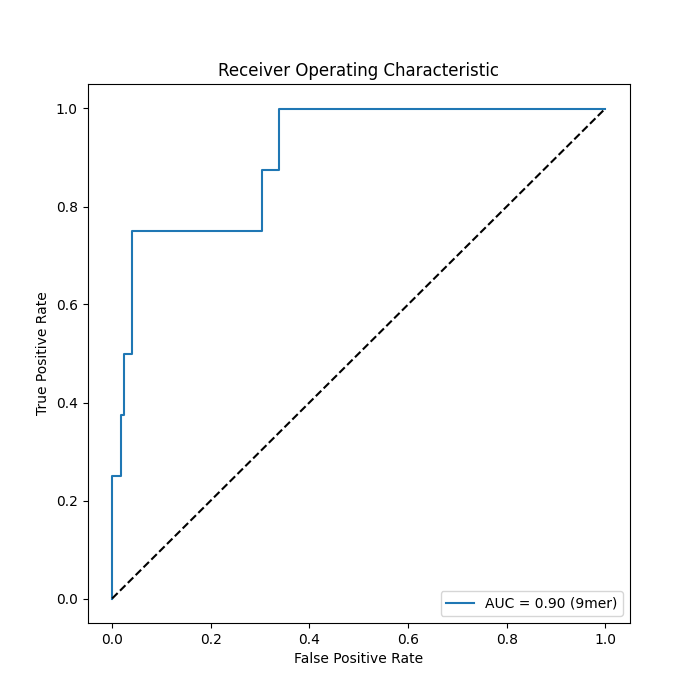 Receiver Operating Characteristic
True Positive Rate
1.0
0.8
0.6
0.4
0.2
0.0
AUC = 0.90 (9mer)
0.0 0.2 0.4 0.6 0.8 1.0
False Positive Rate